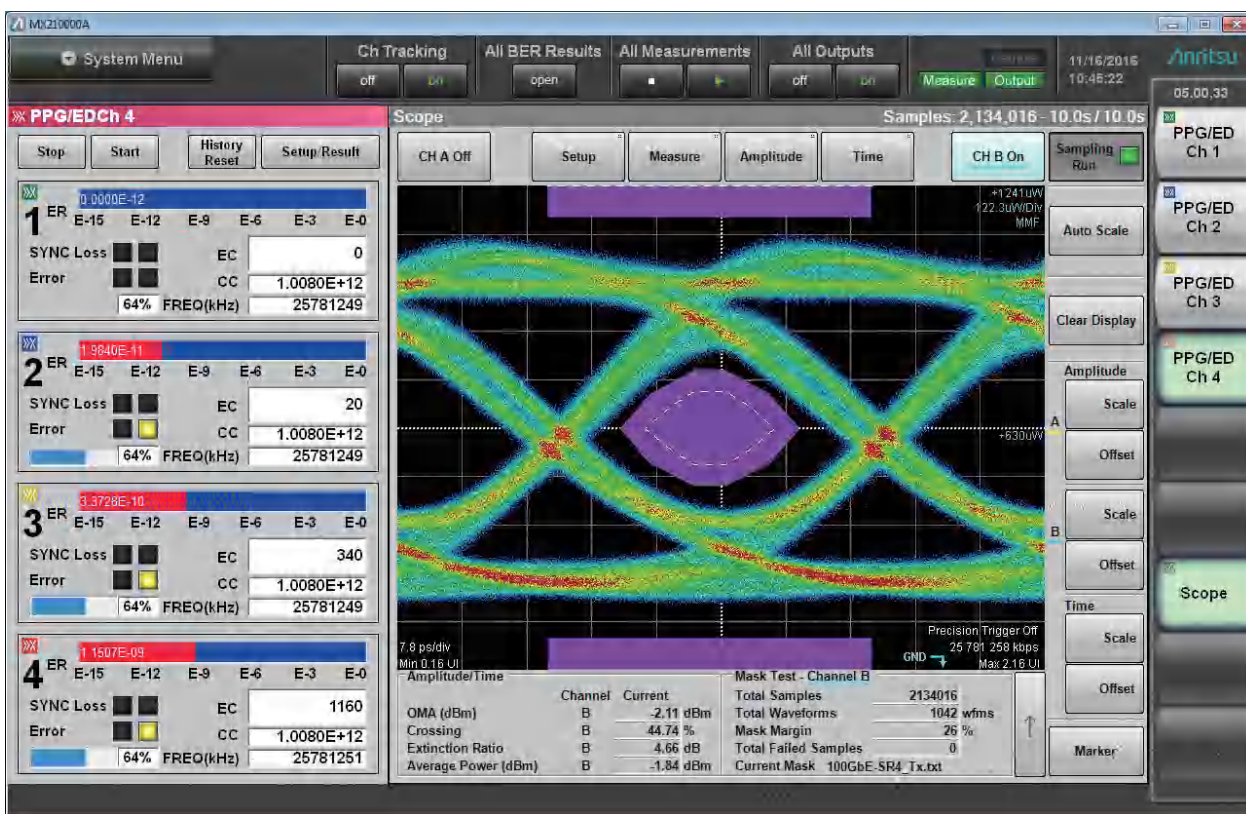 MX210000A
System Menu
Ch Tracking
off
on
All BER Results
open
All Measurements
All Outputs
off
on
Measure Output
11/16/2016
10:45:22
Anritsu
05.00.33
PPG/EDCh 4
Stop
Start
History
Reset
Setup/Result
1
ER
0.0000E-12
E-15 E-12 E-9 E-6 E-3 E-0
SYNC Loss
EC 0
Error
CC 1.0080E+12
64% FREQ(kHz) 25781249
2
ER
1.9840E-11
E-15 E-12 E-9 E-6 E-3 E-0
SYNC Loss
EC 20
Error
CC 1.0080E+12
64% FREQ(kHz) 25781249
3
ER
3.3728E-10
E-15 E-12 E-9 E-6 E-3 E-0
SYNC Loss
EC 340
Error
CC 1.0080E+12
64% FREQ(kHz) 25781249
4
ER
1.1507E-09
E-15 E-12 E-9 E-6 E-3 E-0
SYNC Loss
EC 1160
Error
CC 1.0080E+12
64% FREQ(kHz) 25781251
Scope
Samples: 2,134,016 - 10.0s / 10.0s
CH A Off
Setup
Measure
Amplitude
Time
CH B On
Sampling
Run
+1241uW
122.3uW/Div
MMF
+630uW
7.8 ps/div
Min 0.16 UI
Precision Trigger Off
25 781 258 kbps
GND
Max 2.16 UI
Auto Scale
Clear Display
Amplitude
A
Scale
Offset
B
Scale
Offset
Time
Scale
Offset
Marker
Amplitude/Time
Channel Current
OMA (dBm) B -2.11 dBm
Crossing B 44.74 %
Extinction Ratio B 4.66 dB
Average Power (dBm) B -1.84 dBm
Mask Test - Channel B
Total Samples 2134016
Total Waveforms 1042 wfms
Mask Margin 26 %
Total Failed Samples 0
Current Mask 100GbE-SR4_Tx.txt
PPG/ED
Ch 1
PPG/ED
Ch 2
PPG/ED
Ch 3
PPG/ED
Ch 4
Scope